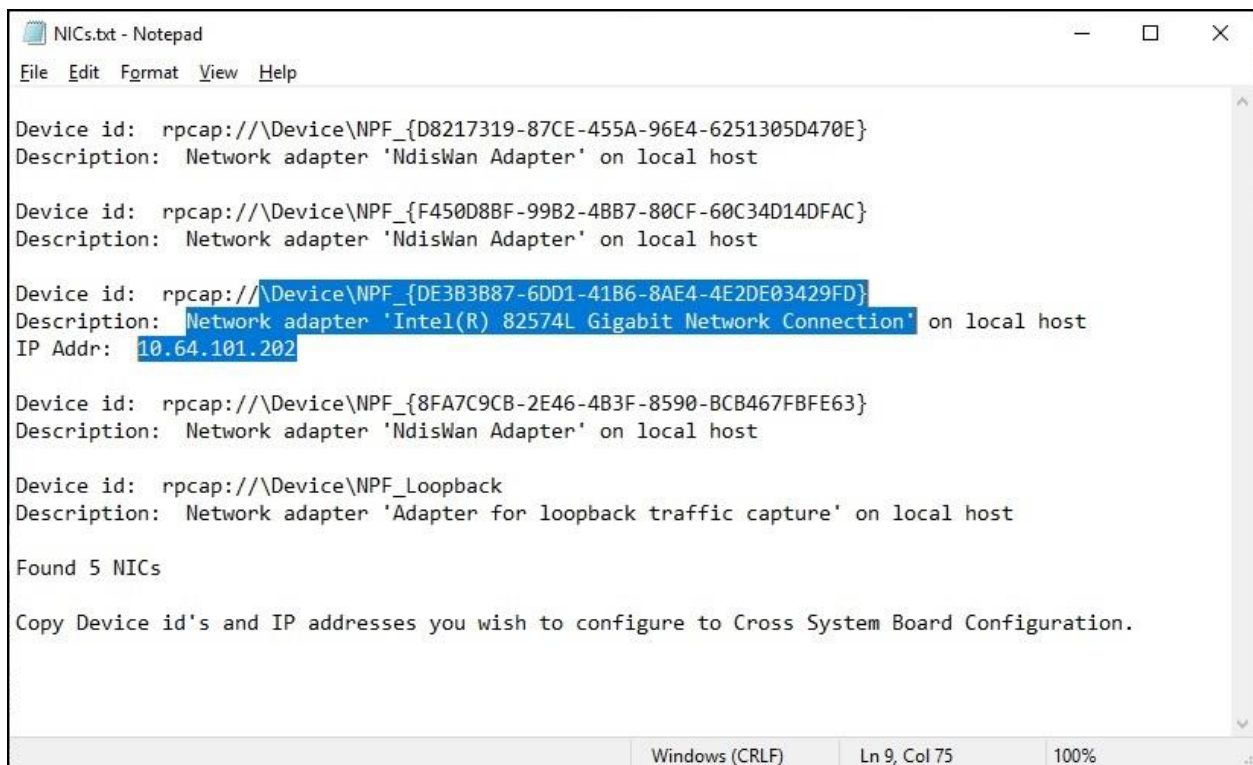 NICs.txt - Notepad
File Edit Format View Help
Device id:  rpcap://\Device\NPF_{D8217319-87CE-455A-96E4-6251305D470E}
Description:  Network adapter 'NdisWan Adapter' on local host
Device id:  rpcap://\Device\NPF_{F450D8BF-99B2-4BB7-80CF-60C34D14DFAC}
Description:  Network adapter 'NdisWan Adapter' on local host
Device id:  rpcap://\Device\NPF_{DE3B3B87-6DD1-41B6-8AE4-4E2DE03429FD}
Description:  Network adapter 'Intel(R) 82574L Gigabit Network Connection' on local host
IP Addr:  10.64.101.202
Device id:  rpcap://\Device\NPF_{8FA7C9CB-2E46-4B3F-8590-BCB467FBFE63}
Description:  Network adapter 'NdisWan Adapter' on local host
Device id:  rpcap://\Device\NPF_Loopback
Description:  Network adapter 'Adapter for loopback traffic capture' on local host
Found 5 NICs
Copy Device id's and IP addresses you wish to configure to Cross System Board Configuration.
Windows (CRLF) Ln 9, Col 75 100%